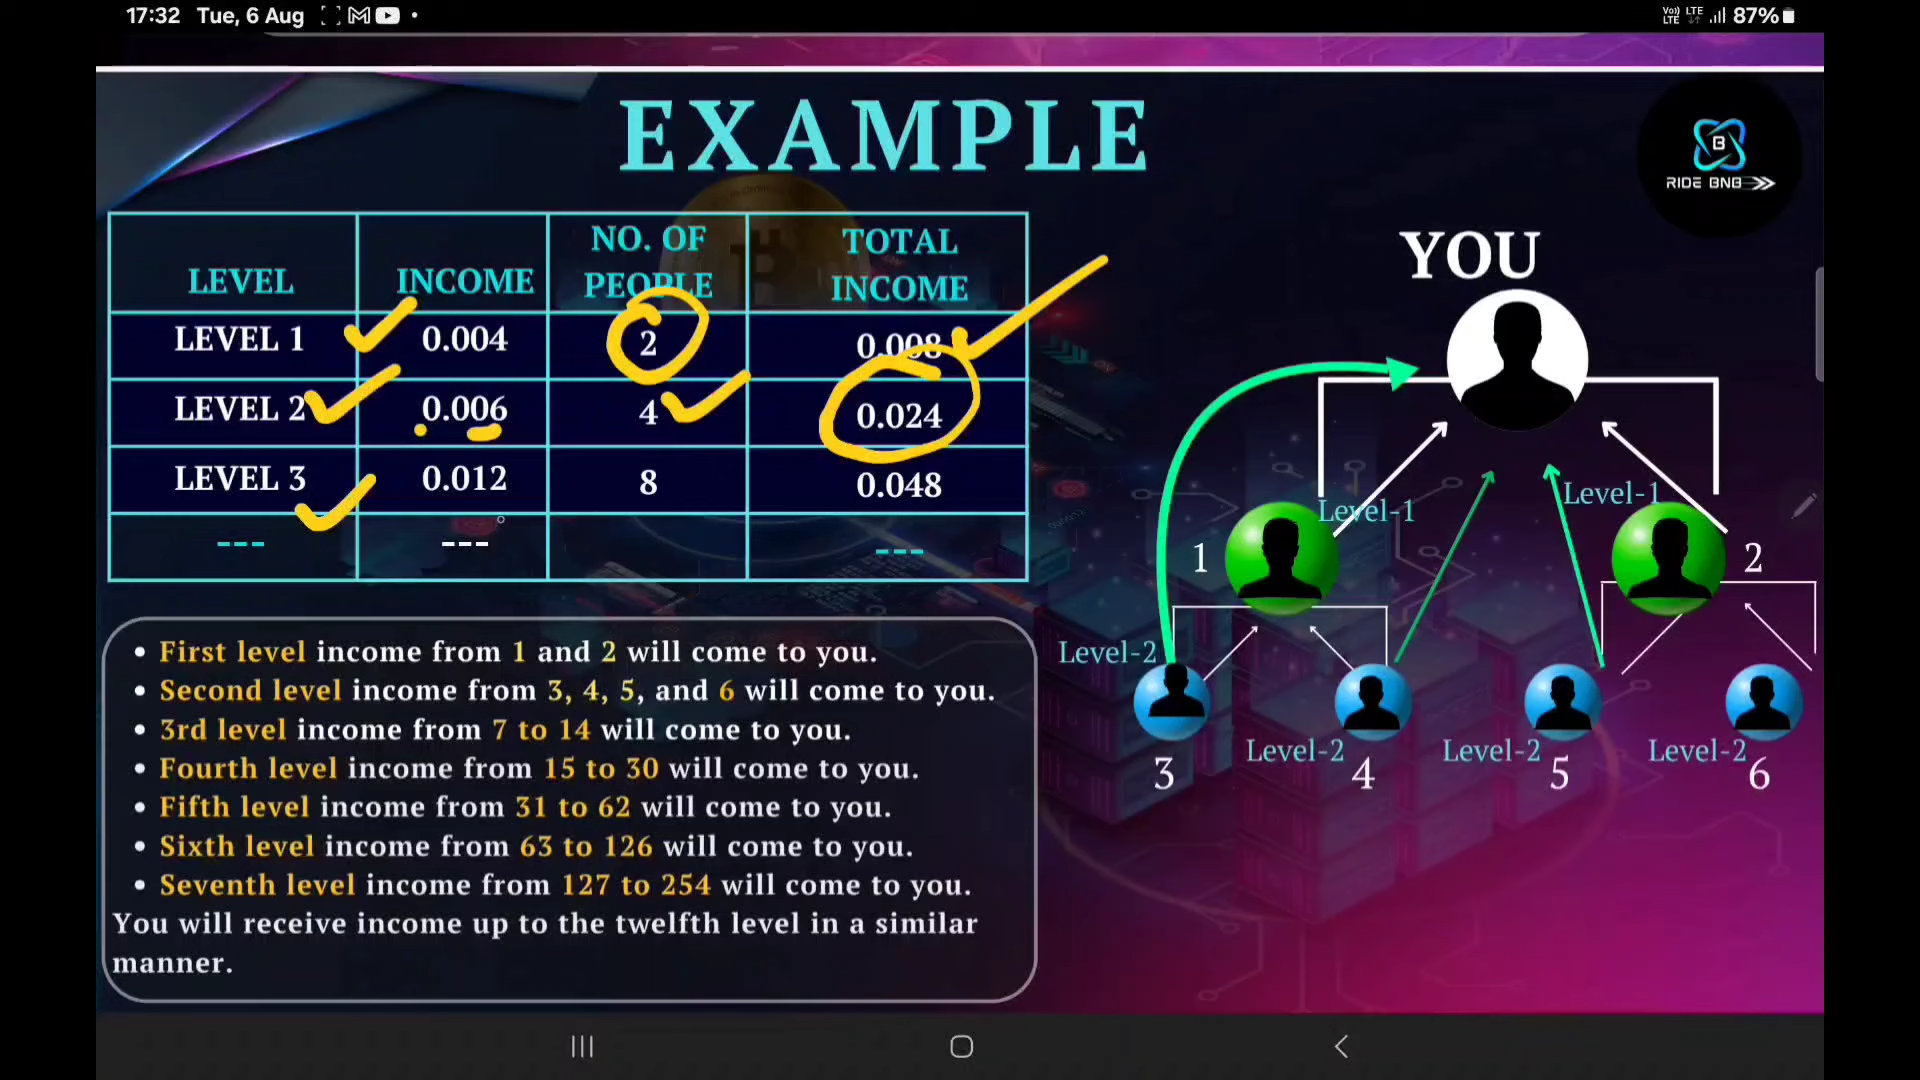 17:32 Tue, 6 Aug
Vo)) LTE LTE 87%
EXAMPLE
B
RIDE BNB
LEVEL INCOME NO. OF PEOPLE TOTAL INCOME
LEVEL 1 0.004 2 0.008
LEVEL 2 0.006 4 0.024
LEVEL 3 0.012 8 0.048
--- --- ---
First level income from 1 and 2 will come to you.
Second level income from 3, 4, 5, and 6 will come to you.
3rd level income from 7 to 14 will come to you.
Fourth level income from 15 to 30 will come to you.
Fifth level income from 31 to 62 will come to you.
Sixth level income from 63 to 126 will come to you.
Seventh level income from 127 to 254 will come to you.
You will receive income up to the twelfth level in a similar
manner.
YOU
Level-1 Level-1
1 2
Level-2
Level-2 Level-2 Level-2
3 4 5 6